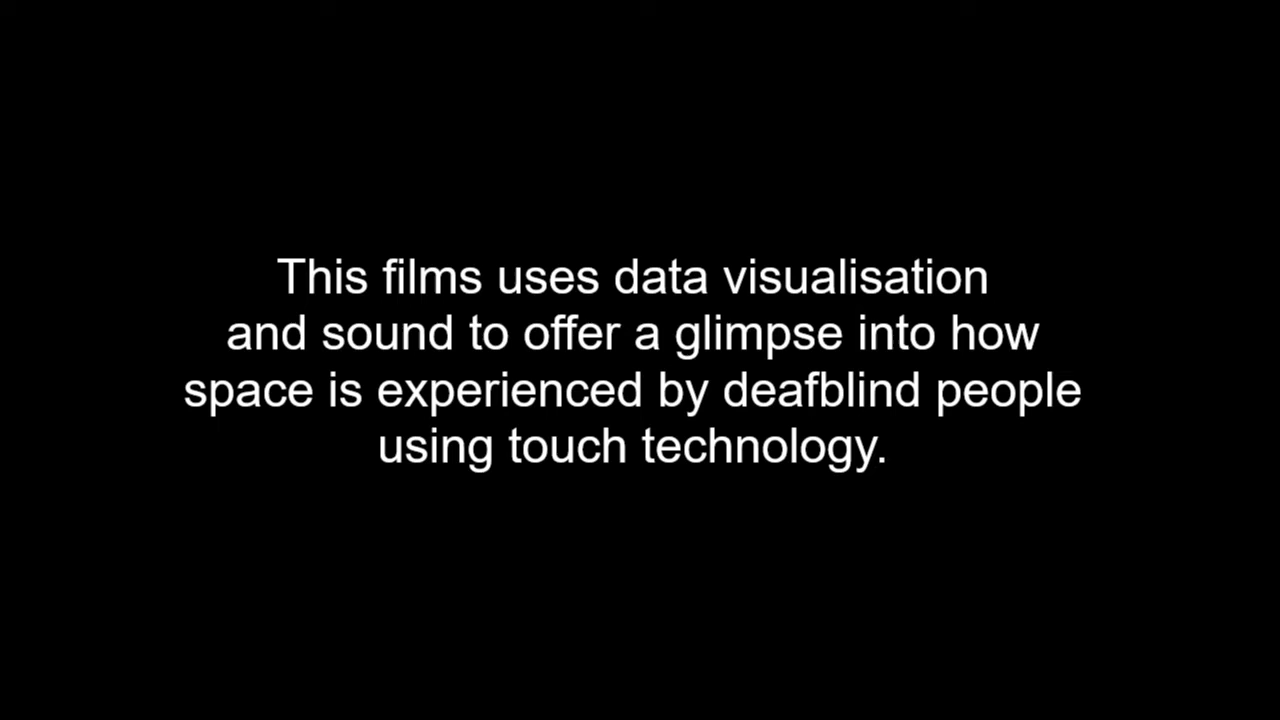 This films uses data visualisation
and sound to offer a glimpse into how
space is experienced by deafblind people
using touch technology.